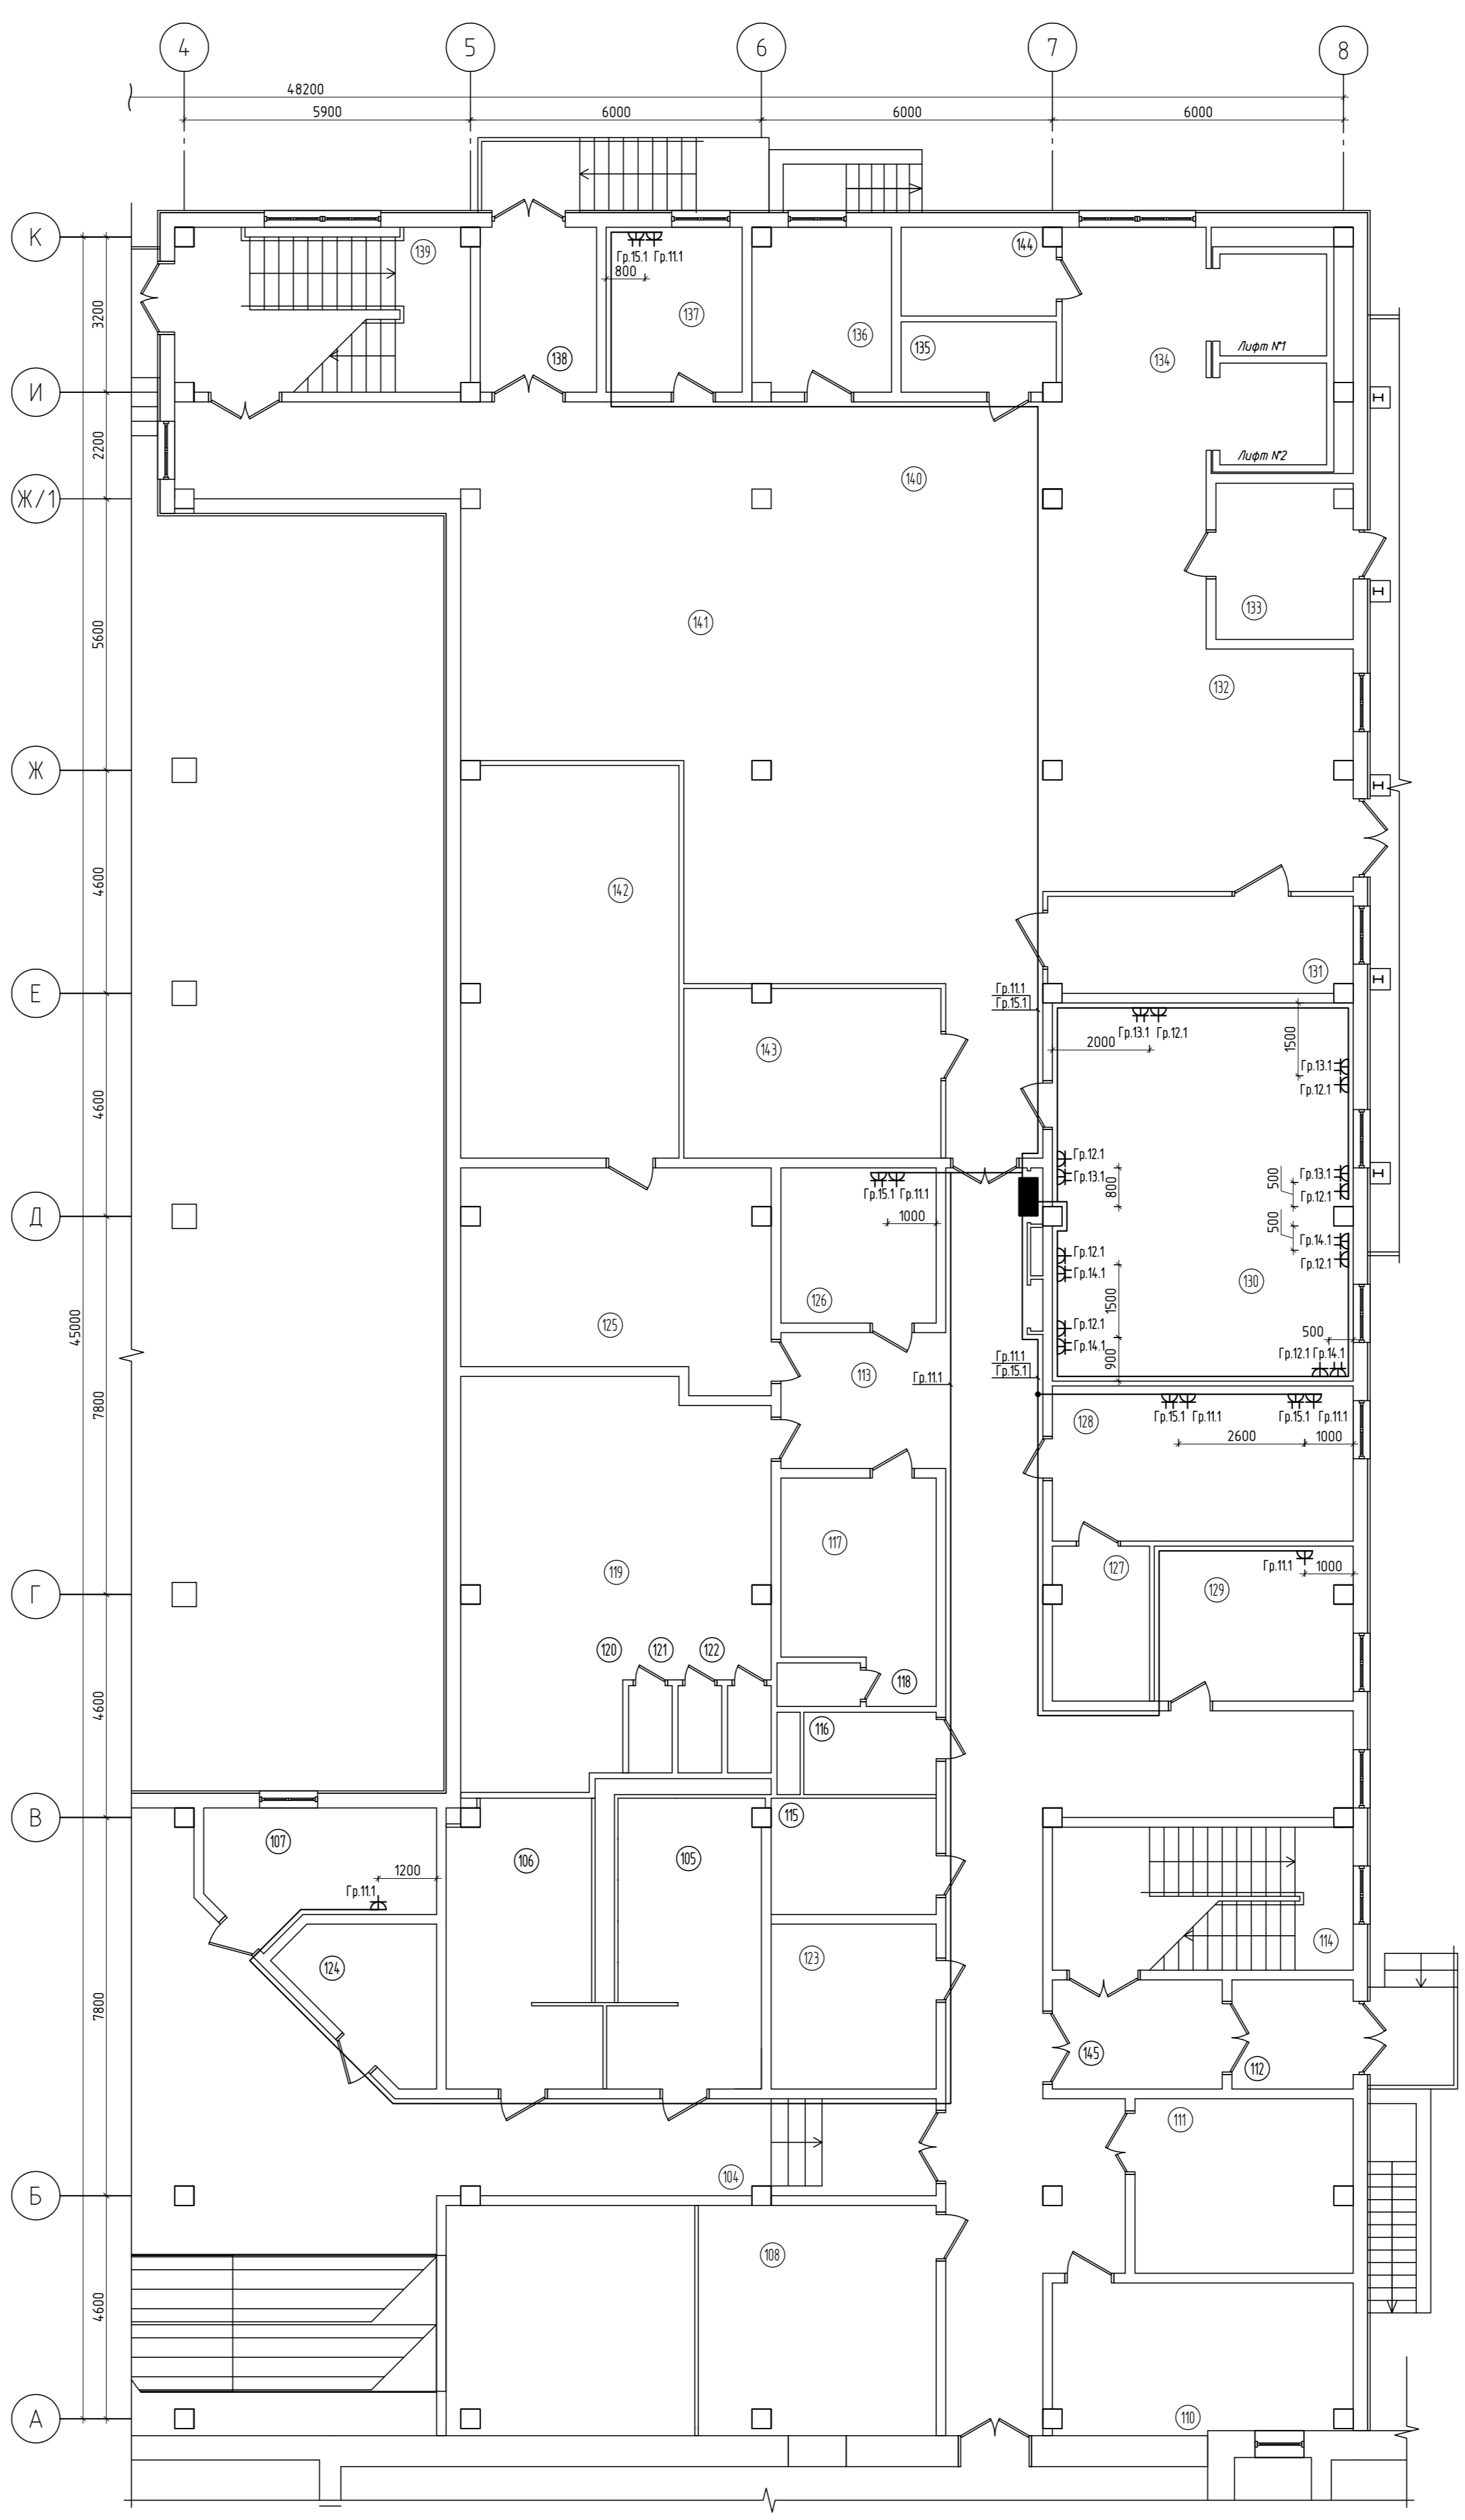 4 5 6 7 8
48200
5900 6000 6000 6000
К
139
144
Гр.15.1 Гр.11.1
800
3200
137
136
135
138
134
Лифт №1
И
2200
Лифт №2
140
Ж/1
133
141
5600
132
Ж
4600
142
131
Е
Гр.11.1
Гр.15.1
Гр.13.1 Гр.12.1
2000
1500
143
Гр.13.1
Гр.12.1
4600
Гр.12.1
Гр.13.1
800
Гр.13.1
Гр.12.1
500
Гр.15.1 Гр.11.1
1000
Д
500
Гр.14.1
Гр.12.1
Гр.12.1
Гр.14.1
130
126
1500
125
45000
Гр.12.1
Гр.14.1
500
900
Гр.12.1 Гр.14.1
Гр.11.1
Гр.15.1
113
Гр.11.1
7800
128
Гр.15.1 Гр.11.1
Гр.15.1 Гр.11.1
2600 1000
117
119
127
Гр.11.1
1000
129
Г
120 121 122
118
4600
116
В
115
107
106
105
1200
Гр.11.1
114
124
123
7800
145
112
111
104
Б
108
4600
110
А